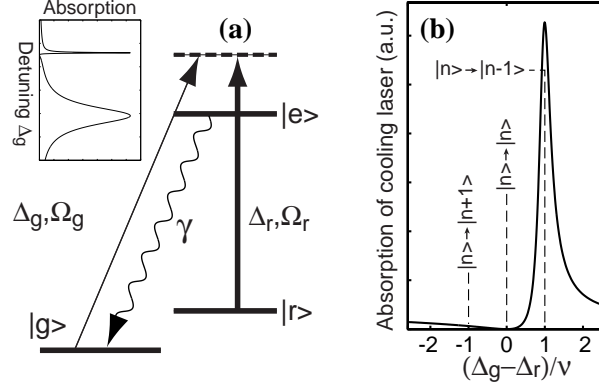 Absorption
Detuning Δg
(a)
|e>
Δg,Ωg
γ
Δr,Ωr
|g>
|r>
(b)
Absorption of cooling laser (a.u.)
|n>→|n-1>
|n>→|n>
|n>→|n+1>
-2 -1 0 1 2
(Δg−Δr)/ν